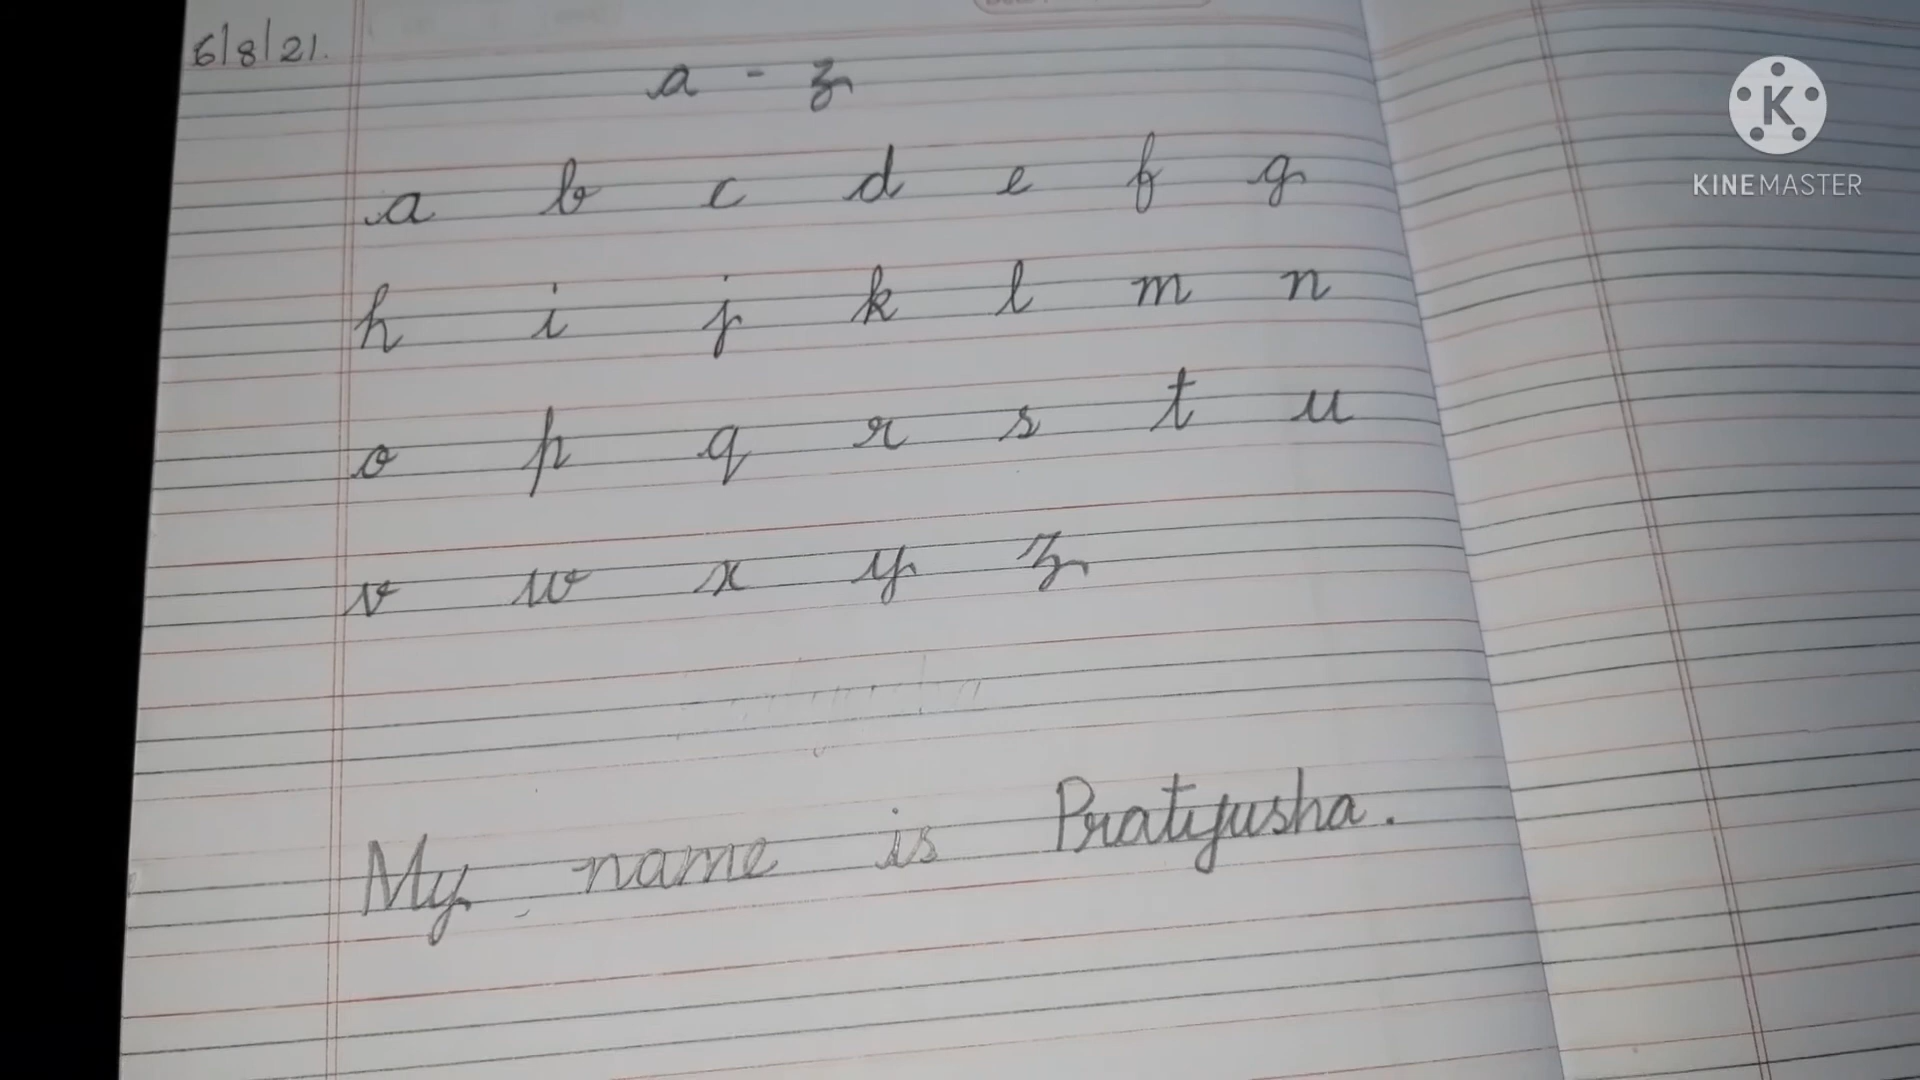 6/8/21.
a - z
a b c d e f g
h i j k l m n
o p q r s t u
v w x y z
My name is Pratyusha.
K
KINEMASTER